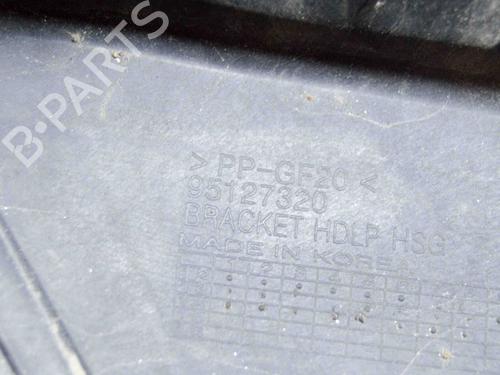 B-PARTS
> PP-GF20 <
95127320
BRACKET HDLP HSG
MADE IN KOREA